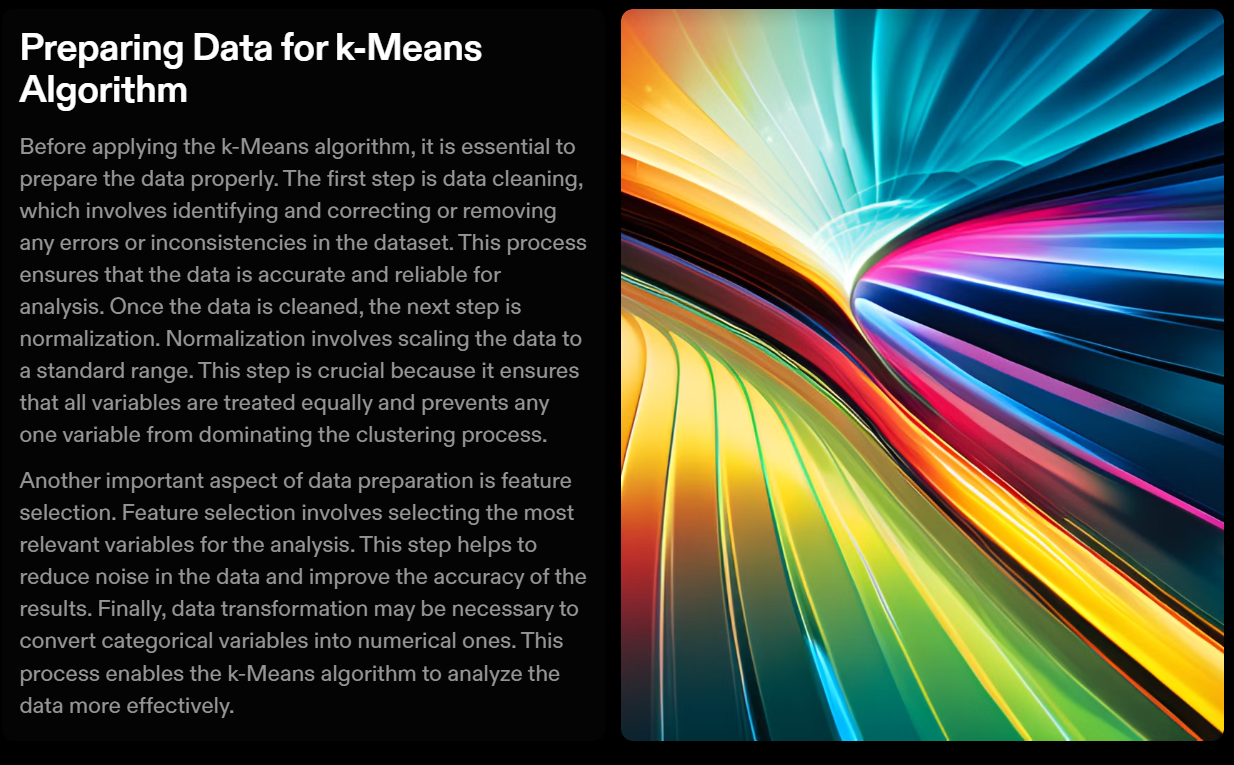 Preparing Data for k-Means
Algorithm
Before applying the k-Means algorithm, it is essential to
prepare the data properly. The first step is data cleaning,
which involves identifying and correcting or removing
any errors or inconsistencies in the dataset. This process
ensures that the data is accurate and reliable for
analysis. Once the data is cleaned, the next step is
normalization. Normalization involves scaling the data to
a standard range. This step is crucial because it ensures
that all variables are treated equally and prevents any
one variable from dominating the clustering process.
Another important aspect of data preparation is feature
selection. Feature selection involves selecting the most
relevant variables for the analysis. This step helps to
reduce noise in the data and improve the accuracy of the
results. Finally, data transformation may be necessary to
convert categorical variables into numerical ones. This
process enables the k-Means algorithm to analyze the
data more effectively.